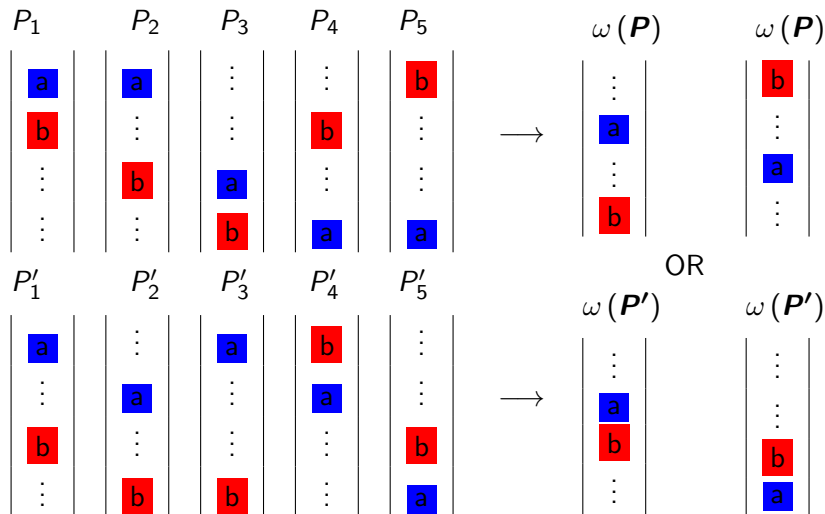 P₁ P₂ P₃ P₄ P₅ ω(P) ω(P)
a a ⋮ ⋮ b ⋮ b
b ⋮ ⋮ b ⋮ ⟶ a ⋮
⋮ b a ⋮ ⋮ ⋮ a
⋮ ⋮ b a a b ⋮
OR
P′₁ P′₂ P′₃ P′₄ P′₅ ω(P′) ω(P′)
a ⋮ a b ⋮ ⋮ ⋮
⋮ a ⋮ a ⋮ ⟶ a ⋮
b ⋮ ⋮ ⋮ b b b
⋮ b b ⋮ a ⋮ a